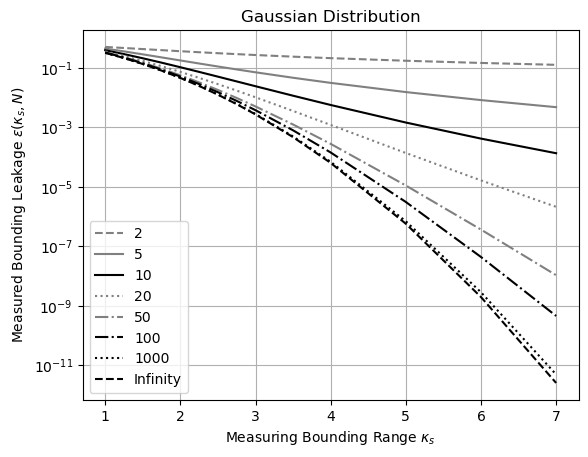 Gaussian Distribution
Measured Bounding Leakage ε(κ_s, N)
10⁻¹
10⁻³
10⁻⁵
10⁻⁷
10⁻⁹
10⁻¹¹
2
5
10
20
50
100
1000
Infinity
1 2 3 4 5 6 7
Measuring Bounding Range κ_s